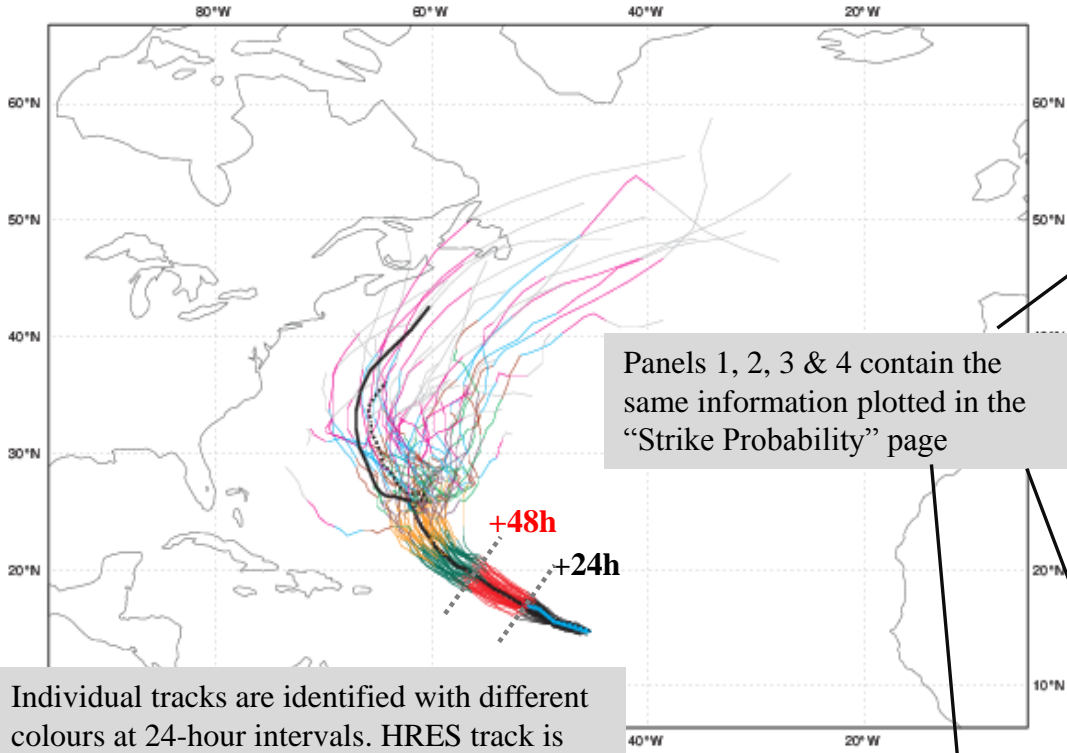 80°W 60°W 40°W 20°W
60°N 60°N
50°N 50°N
40°N
Panels 1, 2, 3 & 4 contain the
same information plotted in the
“Strike Probability” page
30°N
+48h
+24h
20°N 20°N
10°N
Individual tracks are identified with different
colours at 24-hour intervals. HRES track is
40°W 20°W